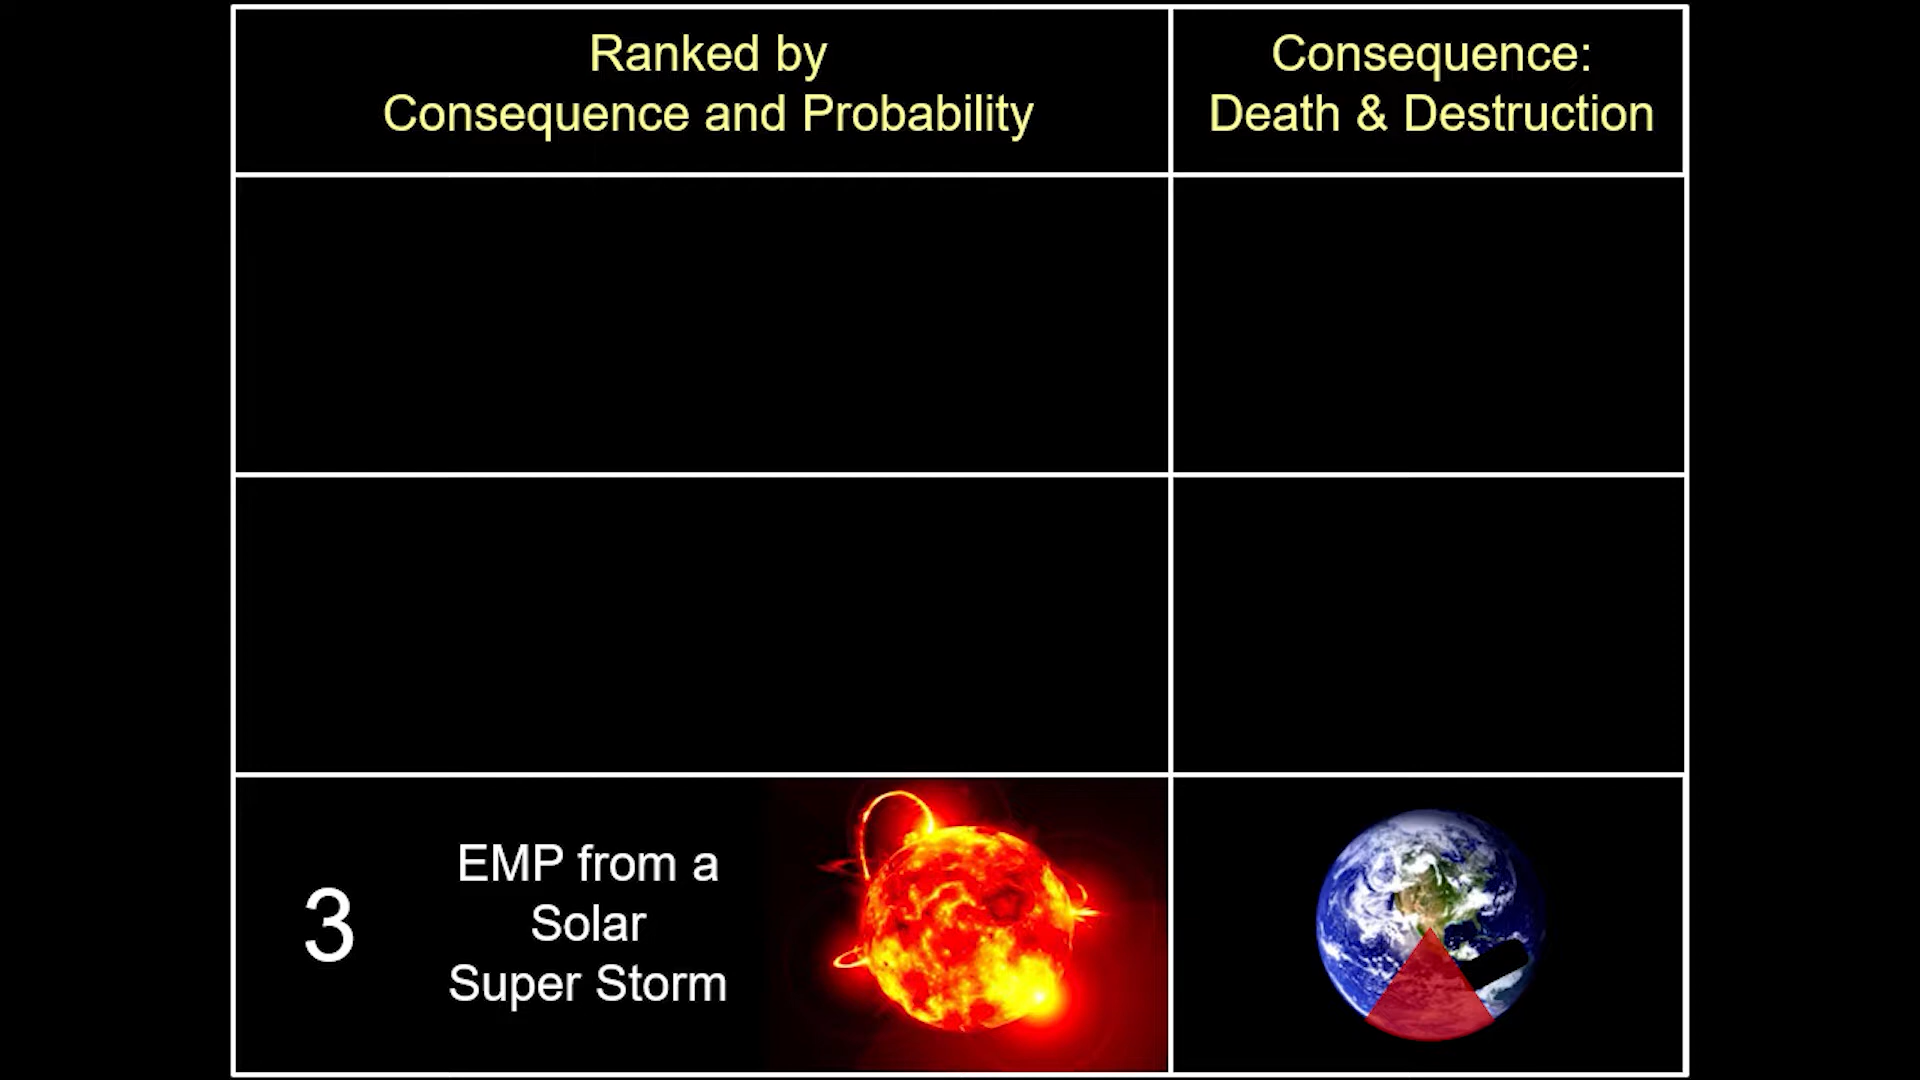 Ranked by
Consequence and Probability
Consequence:
Death & Destruction
3
EMP from a
Solar
Super Storm